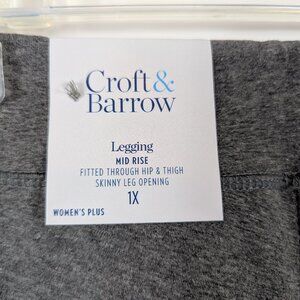 Croft&
Barrow
Legging
MID RISE
FITTED THROUGH HIP & THIGH
SKINNY LEG OPENING
1X
WOMEN'S PLUS